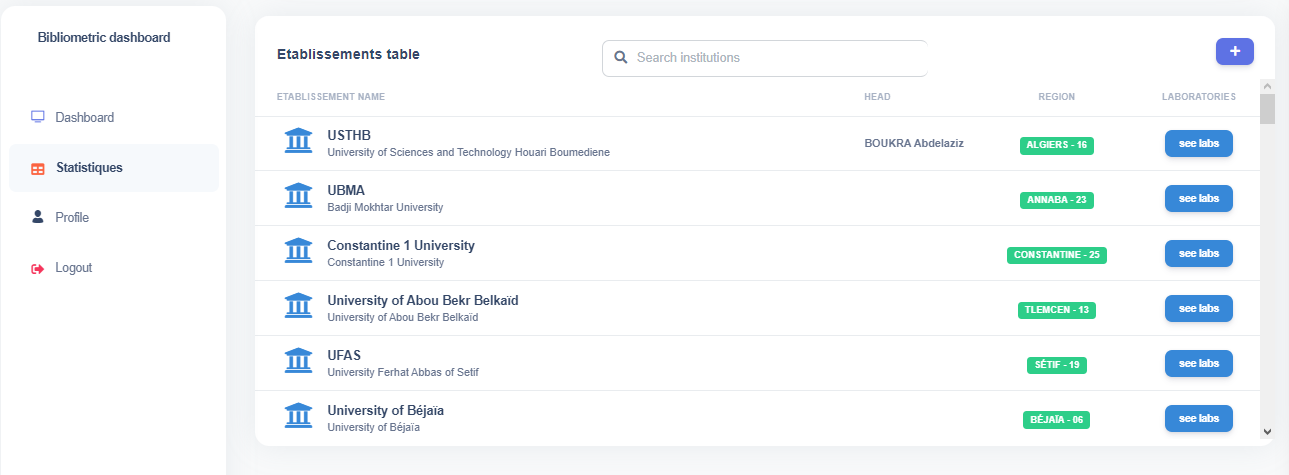 Bibliometric dashboard
Dashboard
Statistiques
Profile
Logout
Etablissements table
Search institutions
+
ETABLISSEMENT NAME HEAD REGION LABORATORIES
USTHB
University of Sciences and Technology Houari Boumediene
BOUKRA Abdelaziz
ALGIERS - 16
see labs
UBMA
Badji Mokhtar University
ANNABA - 23
see labs
Constantine 1 University
Constantine 1 University
CONSTANTINE - 25
see labs
University of Abou Bekr Belkaïd
University of Abou Bekr Belkaïd
TLEMCEN - 13
see labs
UFAS
University Ferhat Abbas of Setif
SÉTIF - 19
see labs
University of Béjaïa
University of Béjaïa
BÉJAÏA - 06
see labs